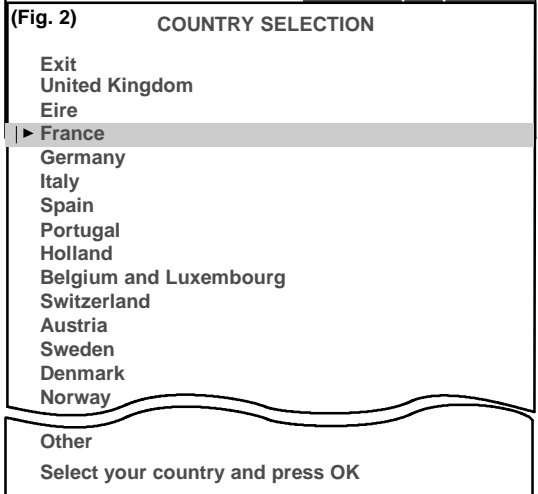 (Fig. 2)
COUNTRY SELECTION
Exit
United Kingdom
Eire
France
Germany
Italy
Spain
Portugal
Holland
Belgium and Luxembourg
Switzerland
Austria
Sweden
Denmark
Norway
Other
Select your country and press OK